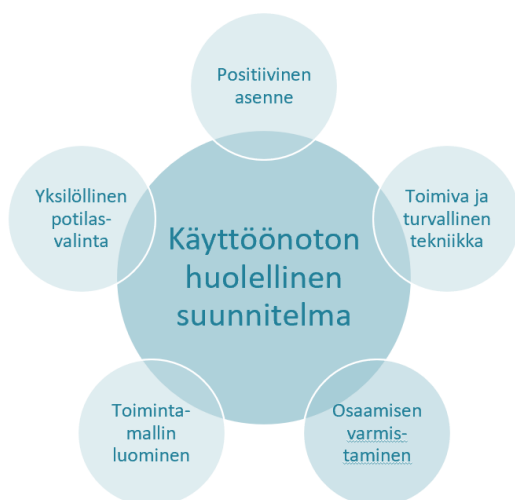 Positiivinen
asenne
Yksilöllinen
potilas-
valinta
Toimiva ja
turvallinen
tekniikka
Käyttöönoton
huolellinen
suunnitelma
Toiminta-
mallin
luominen
Osaamisen
varmis-
taminen